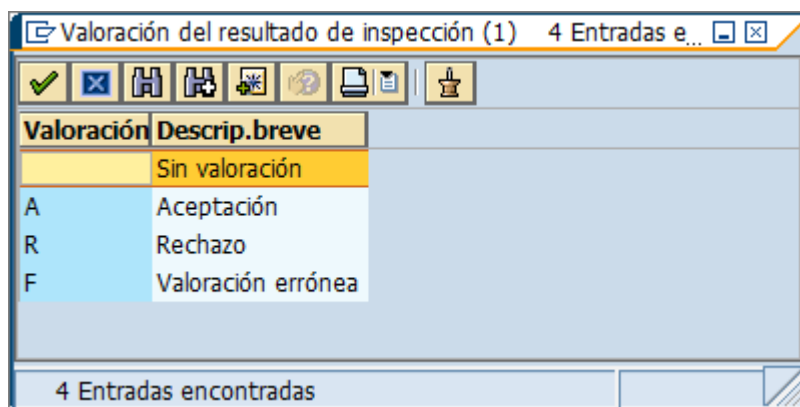 Valoración del resultado de inspección (1) 4 Entradas e...
Valoración Descrip.breve
Sin valoración
A Aceptación
R Rechazo
F Valoración errónea
4 Entradas encontradas